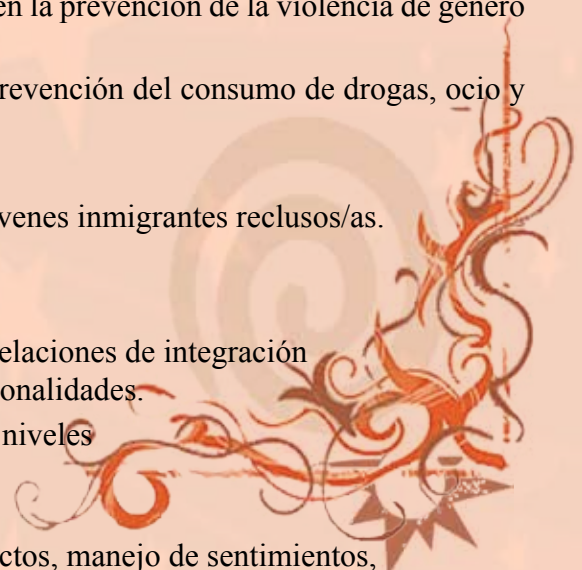 en la prevención de la violencia de género
revención del consumo de drogas, ocio y
venes inmigrantes reclusos/as.
elaciones de integración
onalidades.
niveles
ctos, manejo de sentimientos,